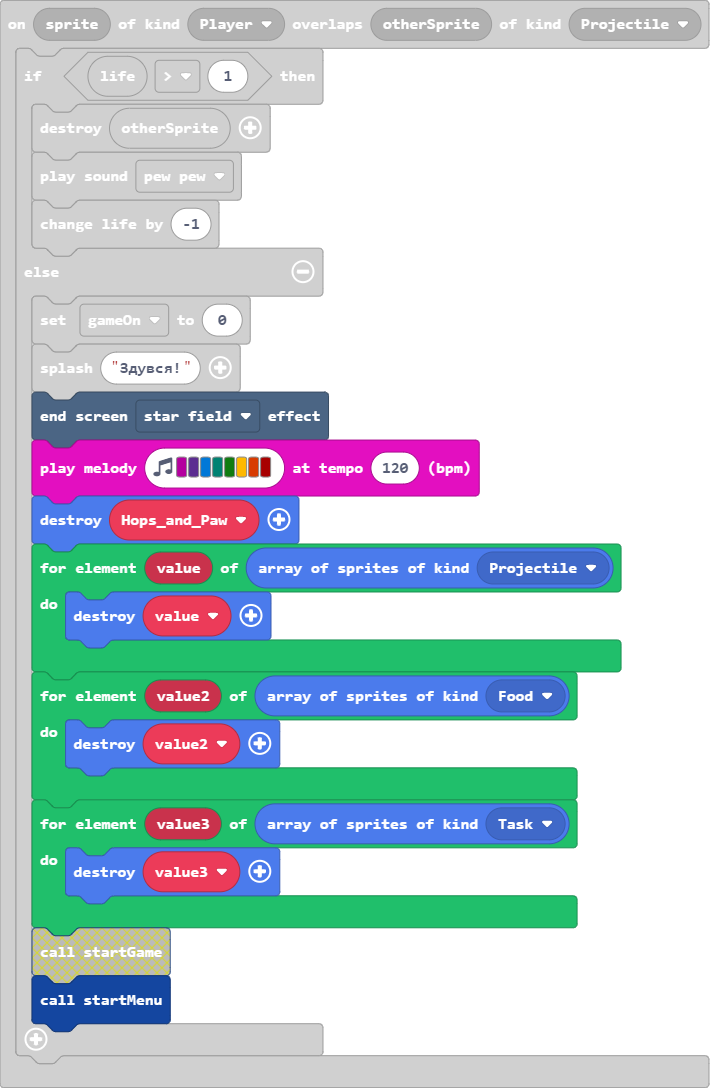 on sprite of kind Player overlaps otherSprite of kind Projectile
if life > 1 then
destroy otherSprite
play sound pew pew
change life by -1
else
set gameOn to 0
splash "Здувся!"
end screen star field effect
play melody at tempo 120 (bpm)
destroy Hops_and_Paw
for element value of array of sprites of kind Projectile
do destroy value
for element value2 of array of sprites of kind Food
do destroy value2
for element value3 of array of sprites of kind Task
do destroy value3
call startGame
call startMenu